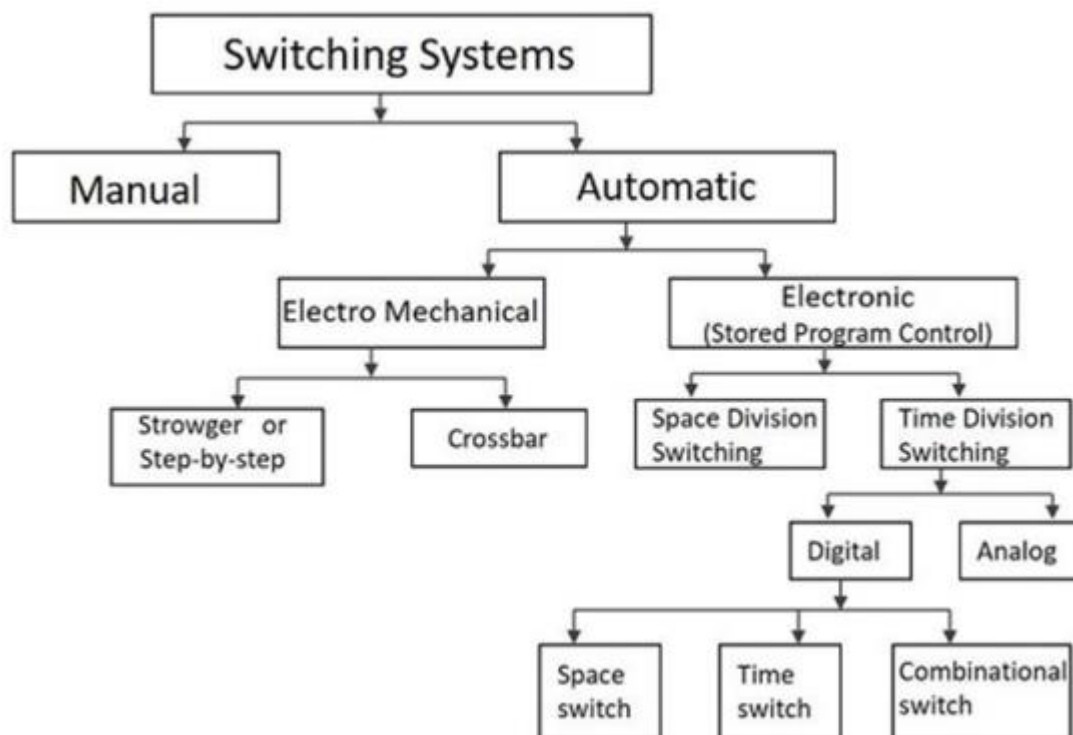 Switching Systems
Manual
Automatic
Electro Mechanical
Electronic
(Stored Program Control)
Strowger or
Step-by-step
Crossbar
Space Division
Switching
Time Division
Switching
Digital
Analog
Space
switch
Time
switch
Combinational
switch